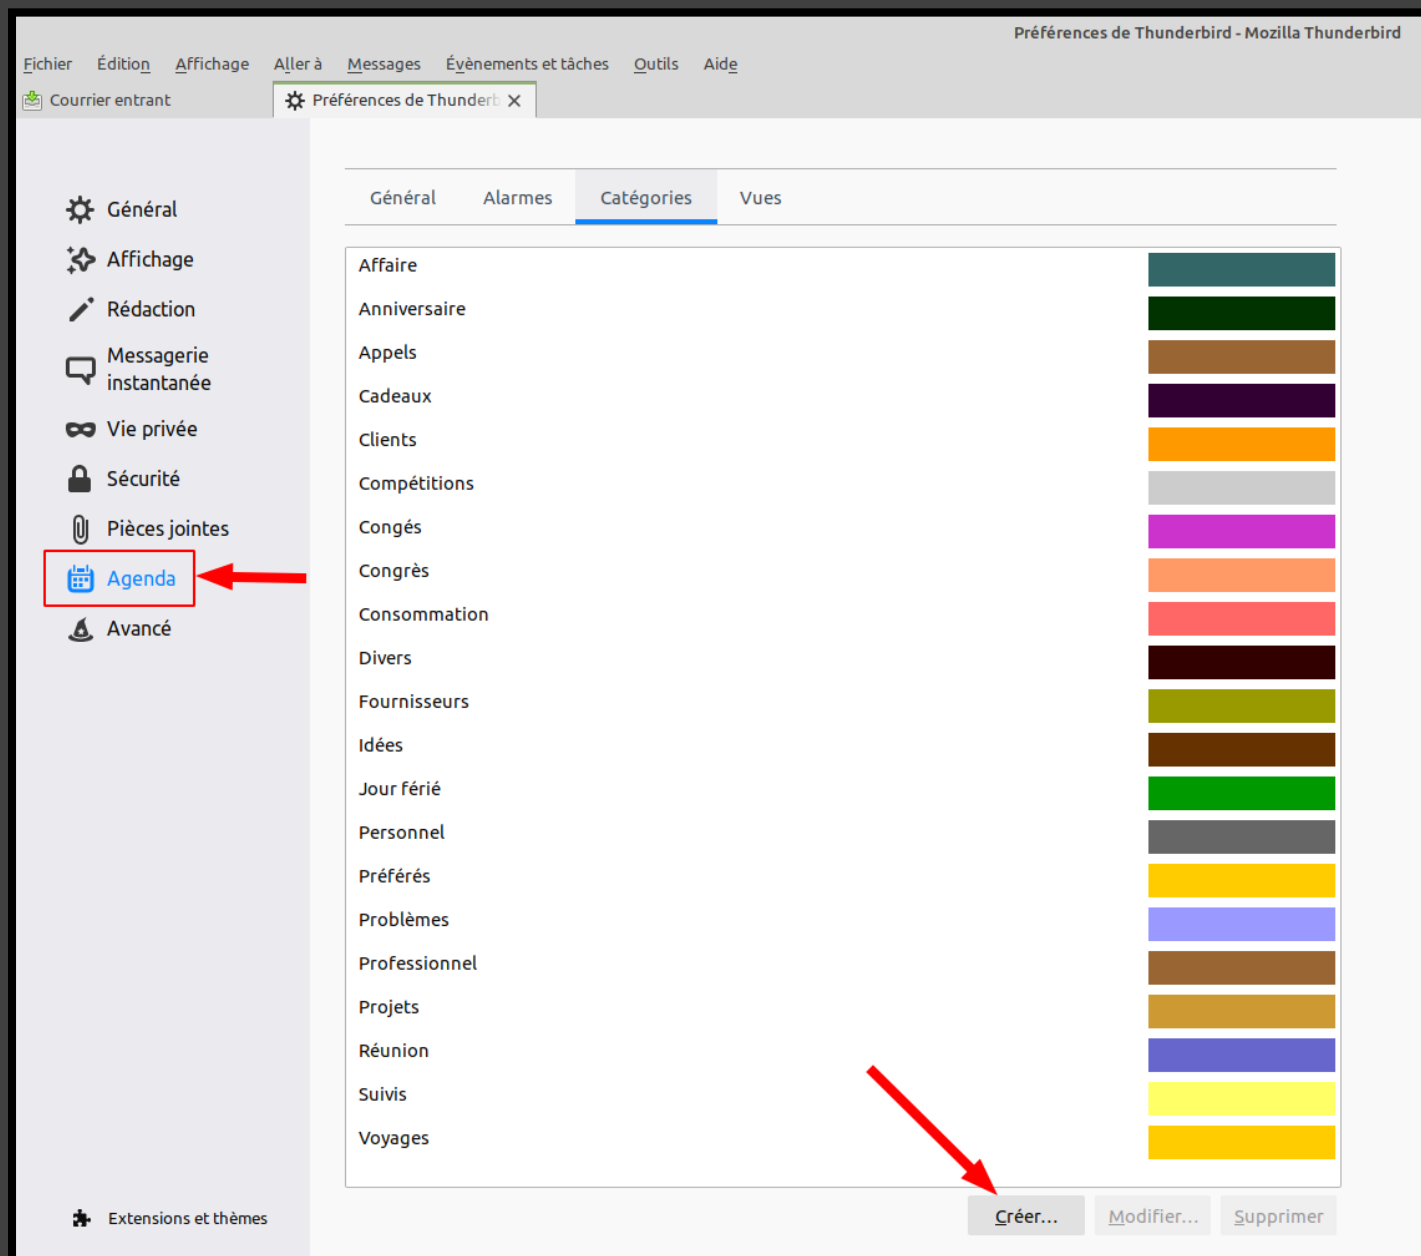 Préférences de Thunderbird - Mozilla Thunderbird
Fichier Édition Affichage Aller à Messages Évènements et tâches Outils Aide
Courrier entrant Préférences de Thunderb
Général Alarmes Catégories Vues
Général
Affichage
Rédaction
Messagerie
instantanée
Vie privée
Sécurité
Pièces jointes
Agenda
Avancé
Extensions et thèmes
Affaire
Anniversaire
Appels
Cadeaux
Clients
Compétitions
Congés
Congrès
Consommation
Divers
Fournisseurs
Idées
Jour férié
Personnel
Préférés
Problèmes
Professionnel
Projets
Réunion
Suivis
Voyages
Créer... Modifier... Supprimer